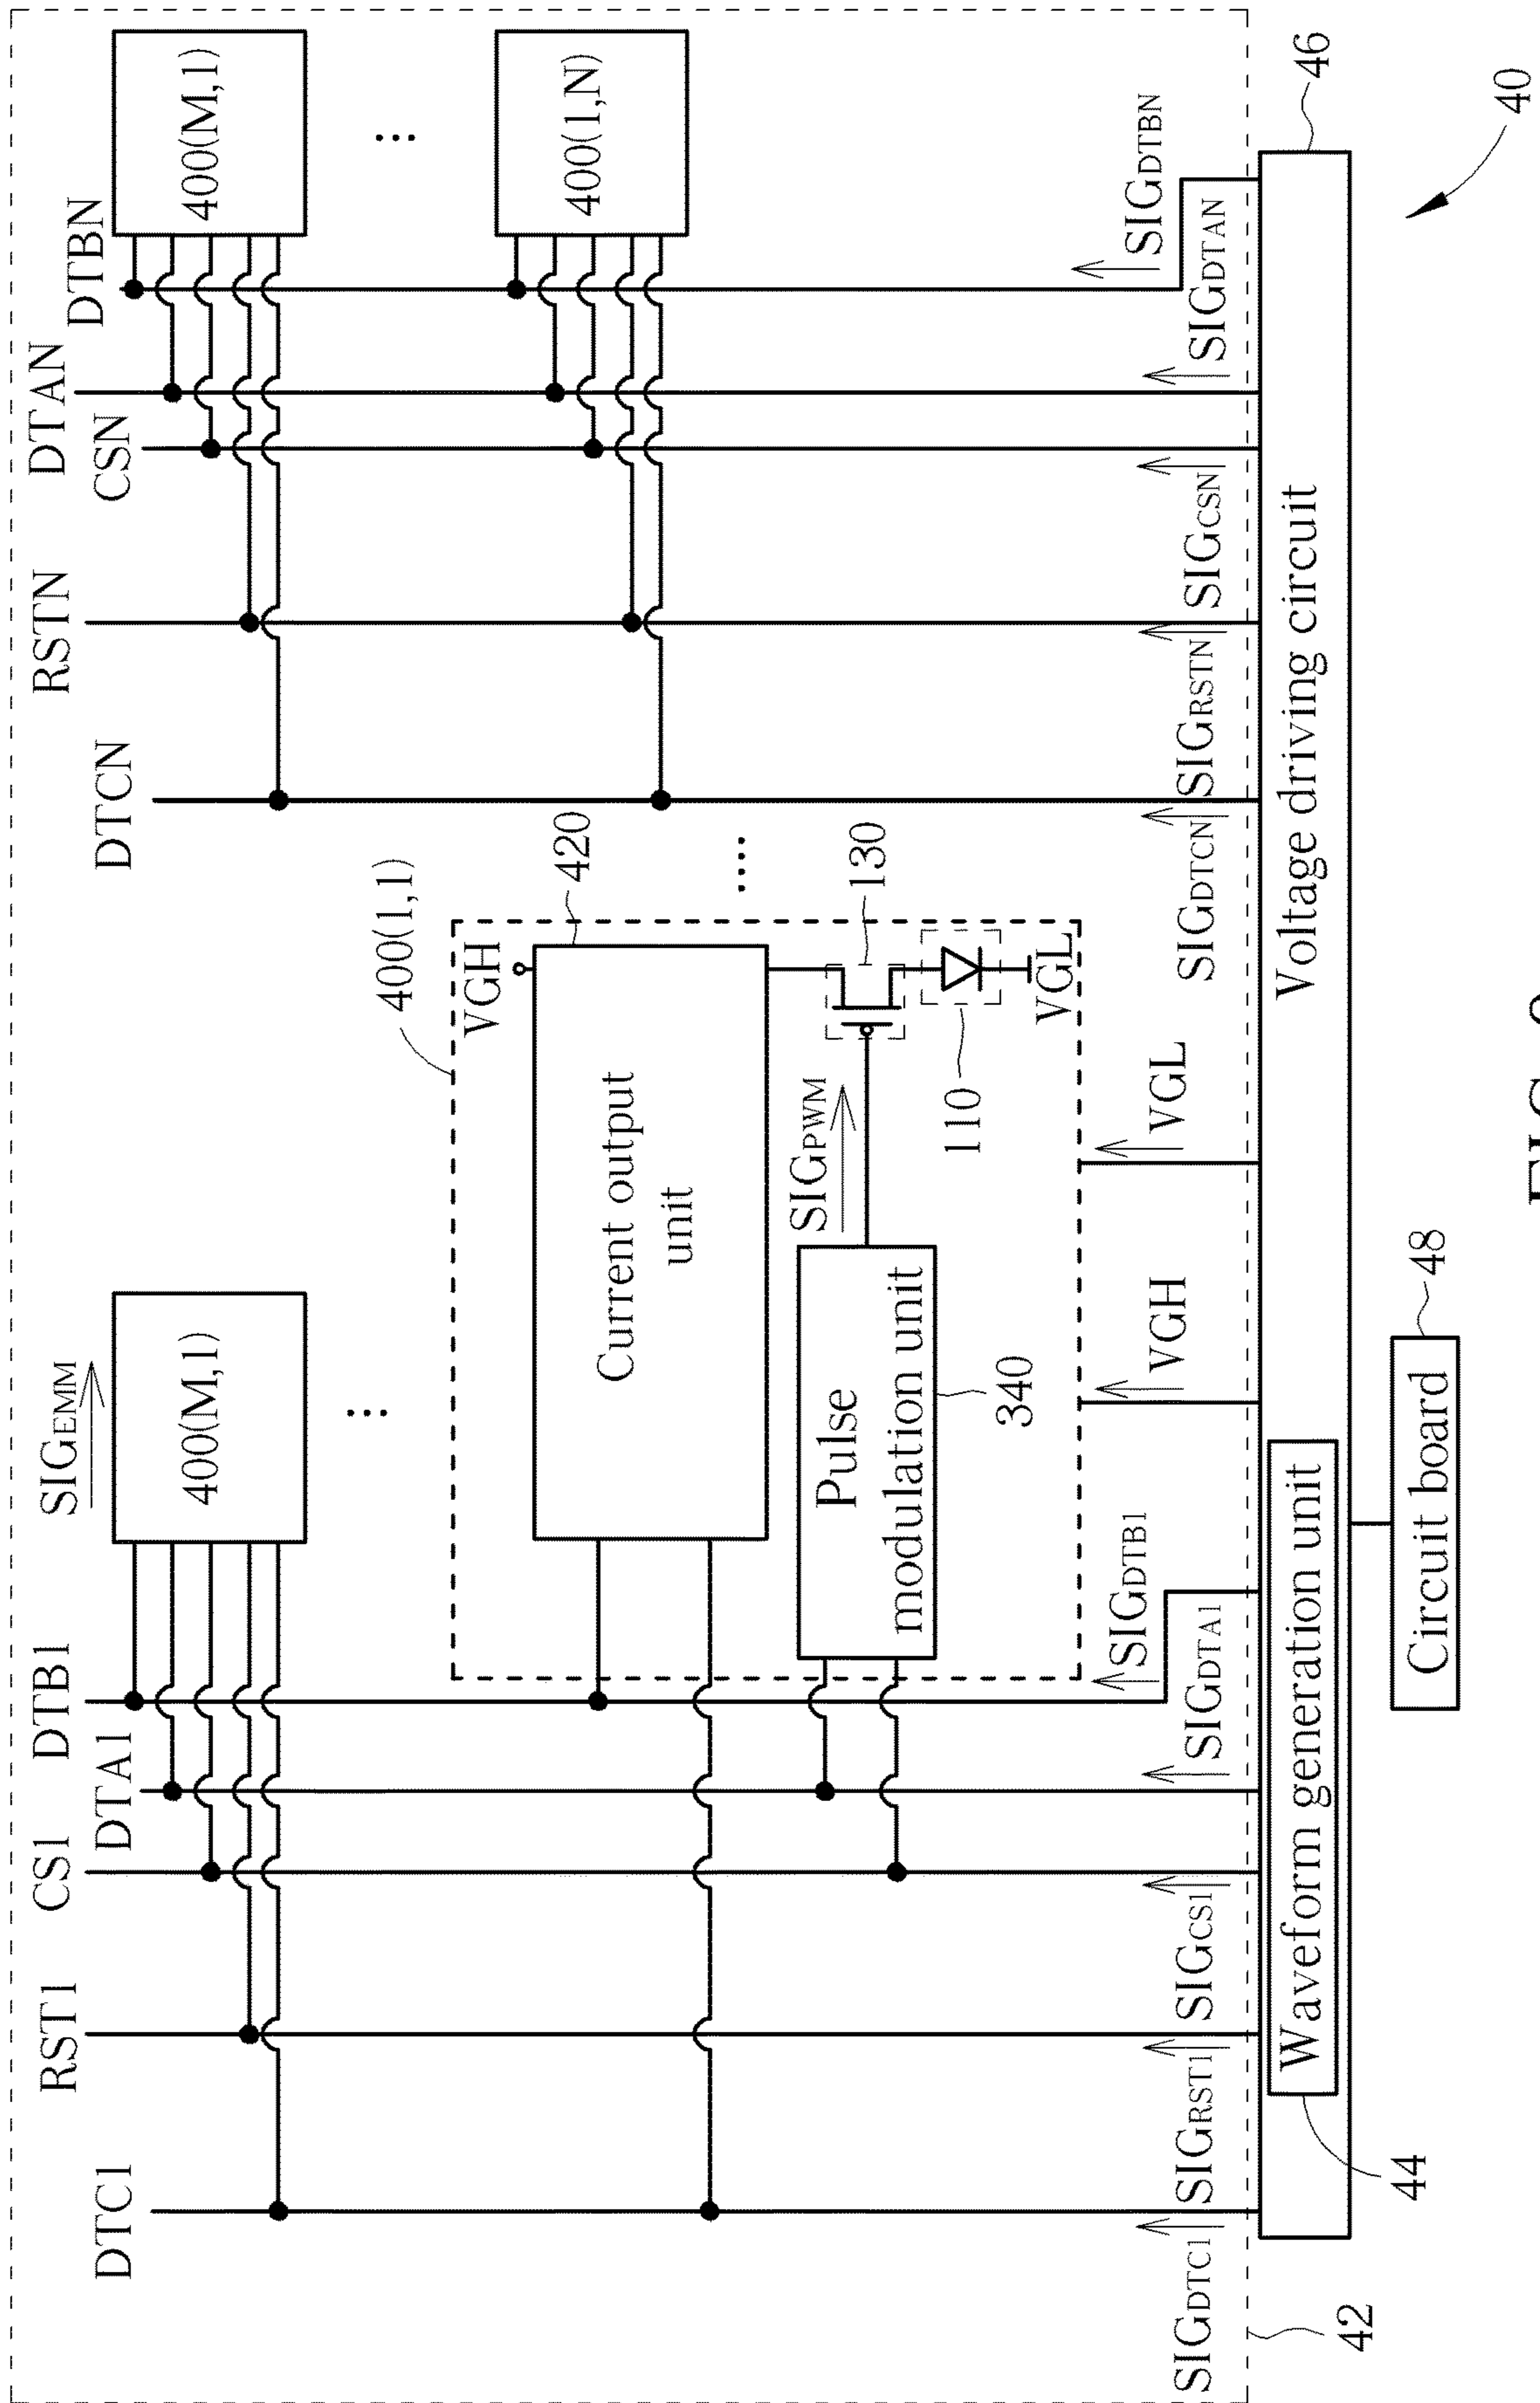 DTC1
RST1
CS1
DTA1
DTB1
SIGEMM
400(M,1)
DTCN
RSTN
CSN
DTAN
DTBN
400(M,1)
400(1,N)
400(1,1)
VGH
420
Current output
unit
SIGPWM
130
Pulse
modulation unit
340
110
VGL
SIGDTC1
SIGRST1
SIGCS1
SIGDTA1
SIGDTB1
VGH
VGL
SIGDTCN
SIGRSTN
SIGCSN
SIGDTAN
SIGDTBN
42
44
Waveform generation unit
Voltage driving circuit
46
Circuit board
48
40